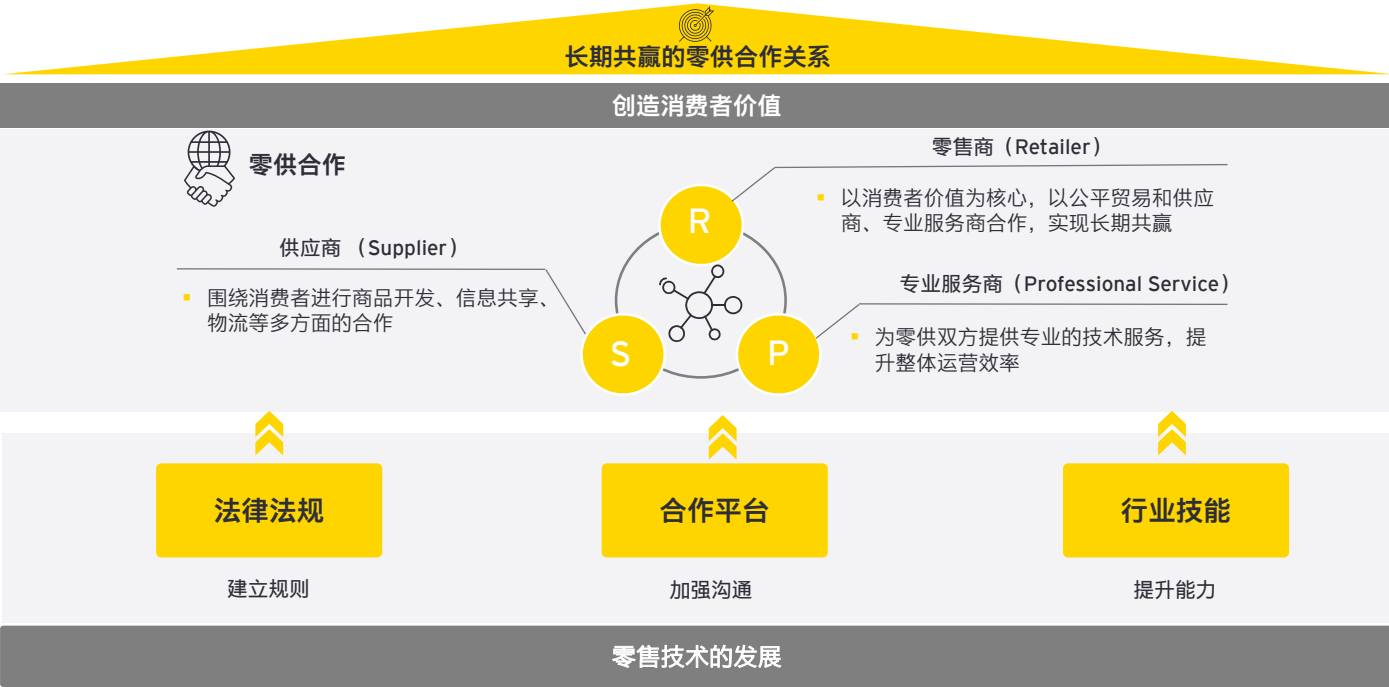 长期共赢的零供合作关系
创造消费者价值
零供合作
零售商（Retailer）
▪ 以消费者价值为核心，以公平贸易和供应
商、专业服务商合作，实现长期共赢
供应商 （Supplier）
▪ 围绕消费者进行商品开发、信息共享、
物流等多方面的合作
专业服务商（Professional Service）
▪ 为零供双方提供专业的技术服务，提
升整体运营效率
R
S
P
法律法规
合作平台
行业技能
建立规则
加强沟通
提升能力
零售技术的发展